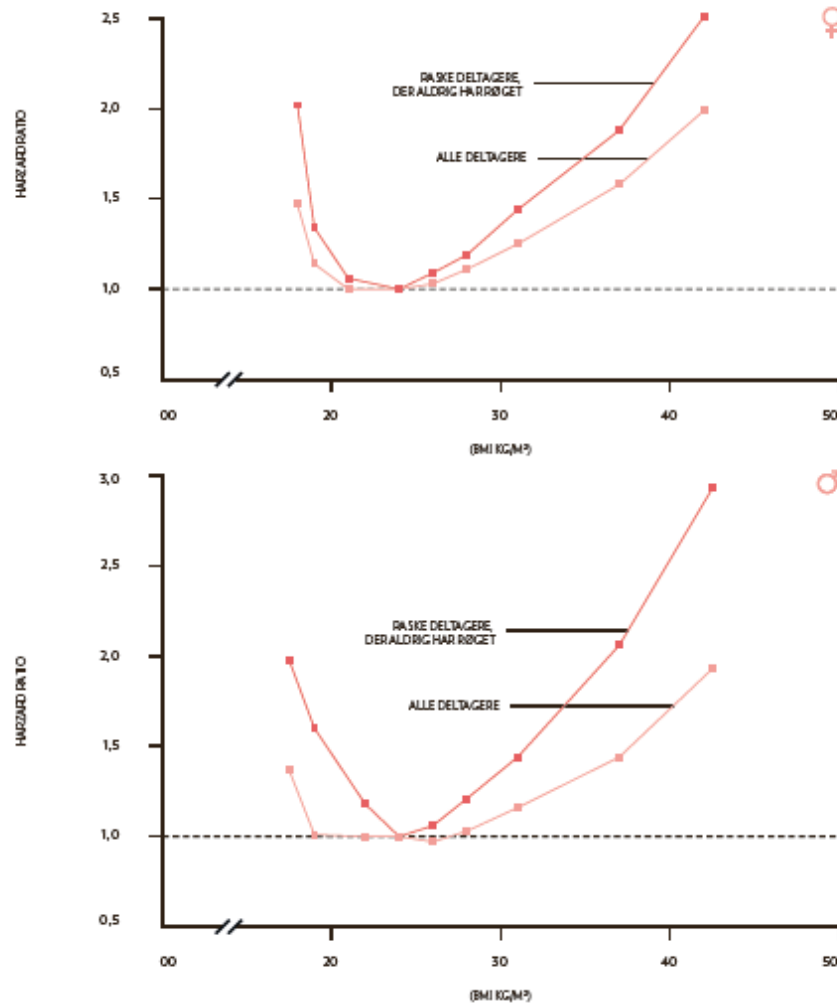 2,5
♀
RASKE DELTAGERE,
DER ALDRIG HAR RØGET
2,0
HARZARD RATIO
ALLE DELTAGERE
1,5
1,0
0,5
00 20 30 40 50
(BMI KG/M²)
3,0
♂
2,5
RASKE DELTAGERE,
DER ALDRIG HAR RØGET
2,0
HARZARD RATIO
ALLE DELTAGERE
1,5
1,0
0,5
00 20 30 40 50
(BMI KG/M²)